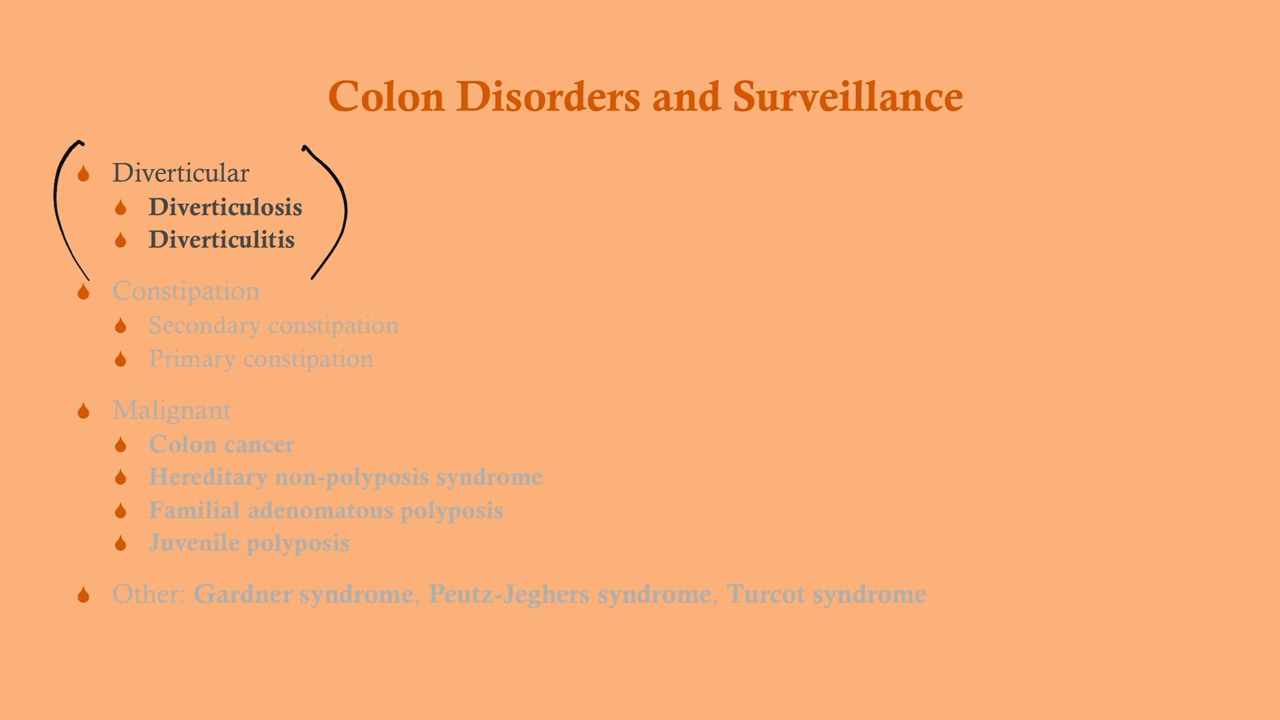 Colon Disorders and Surveillance
Diverticular
Diverticulosis
Diverticulitis
Constipation
Secondary constipation
Primary constipation
Malignant
Colon cancer
Hereditary non-polyposis syndrome
Familial adenomatous polyposis
Juvenile polyposis
Other: Gardner syndrome, Peutz-Jeghers syndrome, Turcot syndrome